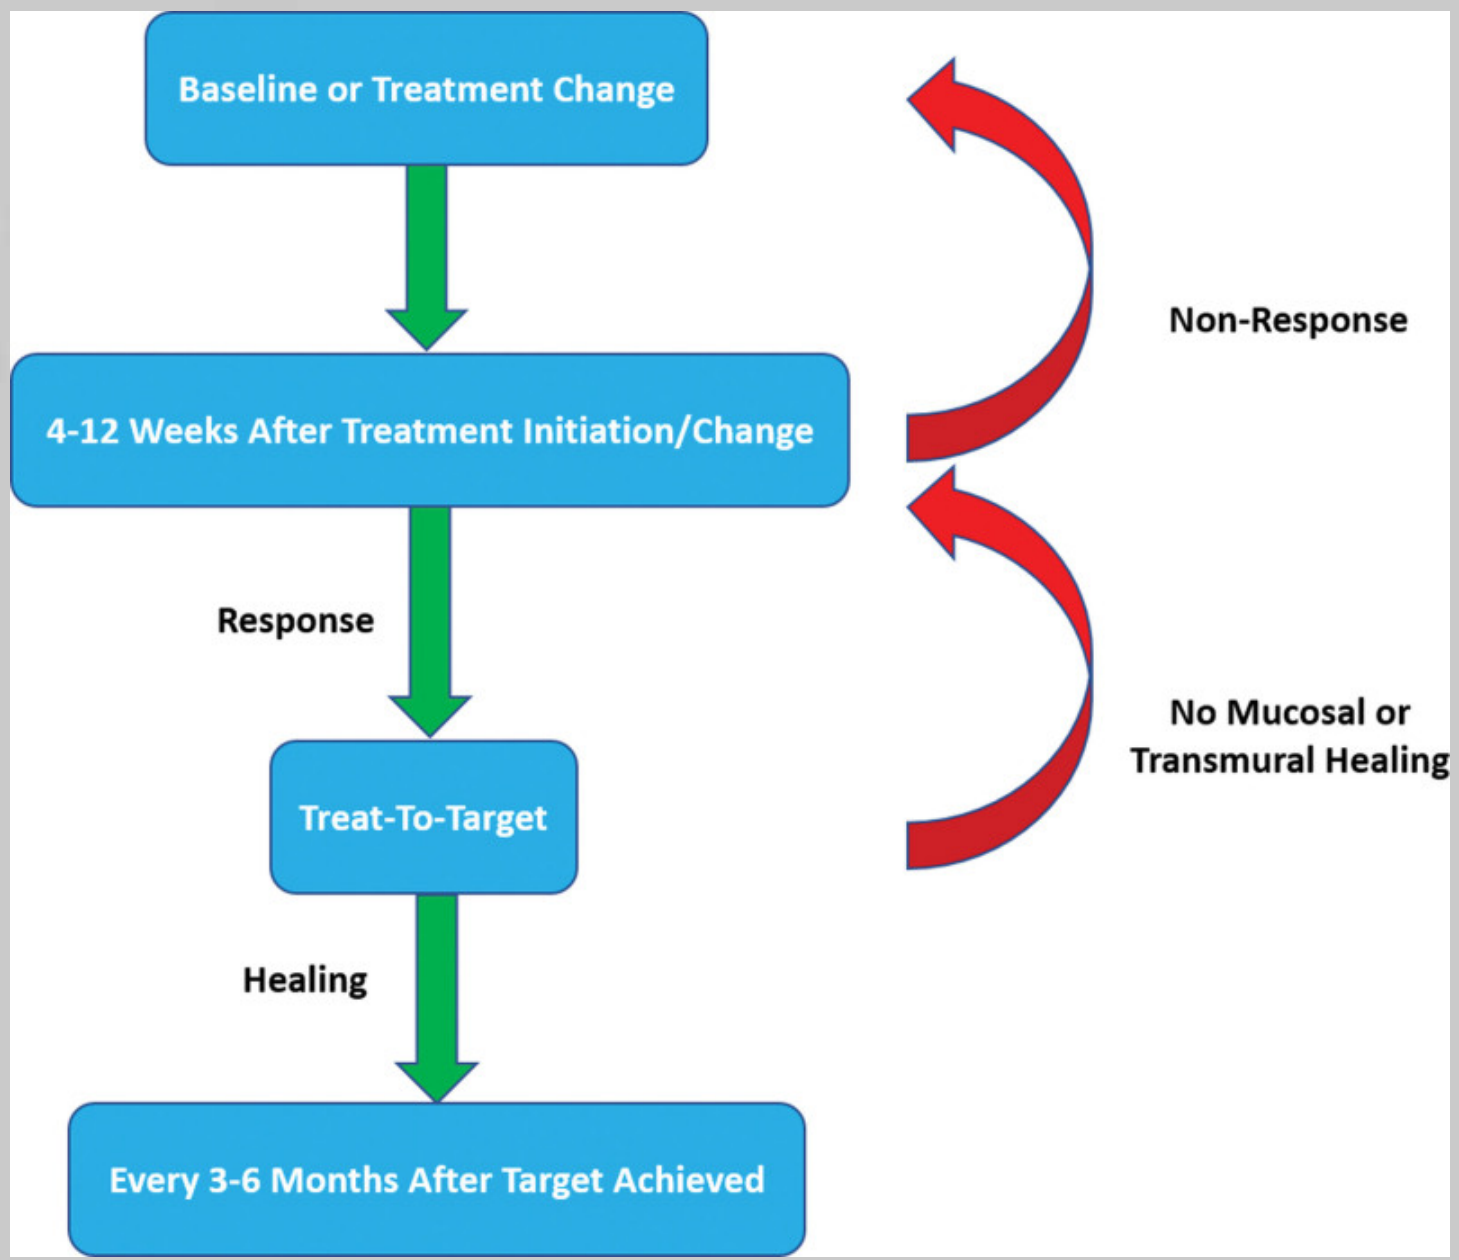 Baseline or Treatment Change
Non-Response
4-12 Weeks After Treatment Initiation/Change
Response
No Mucosal or
Transmural Healing
Treat-To-Target
Healing
Every 3-6 Months After Target Achieved